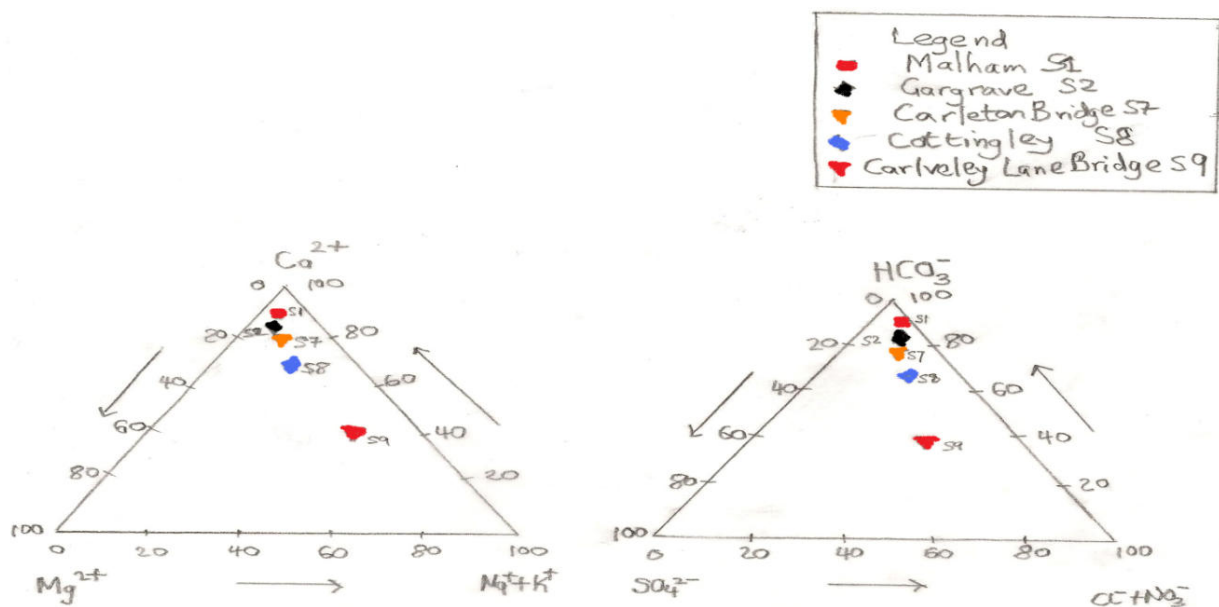 Legend
Malham S1
Gargrave S2
Carleton Bridge S7
Cottingley S8
Carlveley Lane Bridge S9
Ca²⁺
0 100
S1
20 S2 S7 80
S8
40 60
60 S9 40
80 20
100
0 20 40 60 80 100
Mg²⁺ Na⁺+K⁺
HCO₃⁻
0 100
S1
20 S2 80
S7
S8
40 60
60 S9 40
80 20
100
0 20 40 60 80 100
SO₄²⁻ Cl⁻+NO₃⁻